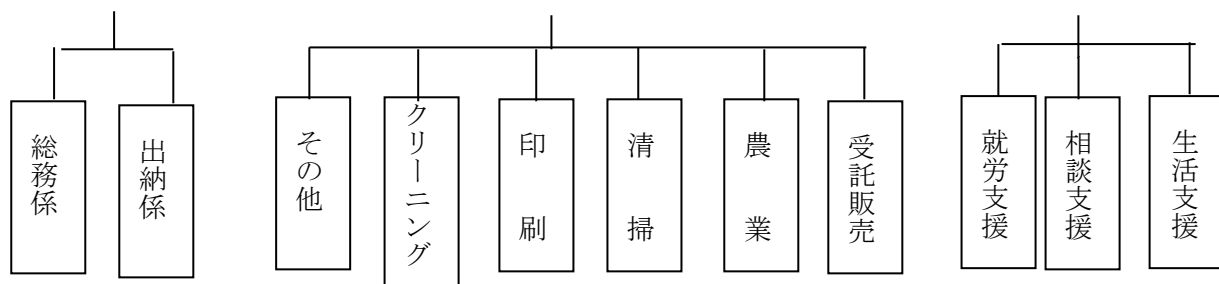 総務係
出納係
その他
クリーニング
印刷
清掃
農業
受託販売
就労支援
相談支援
生活支援